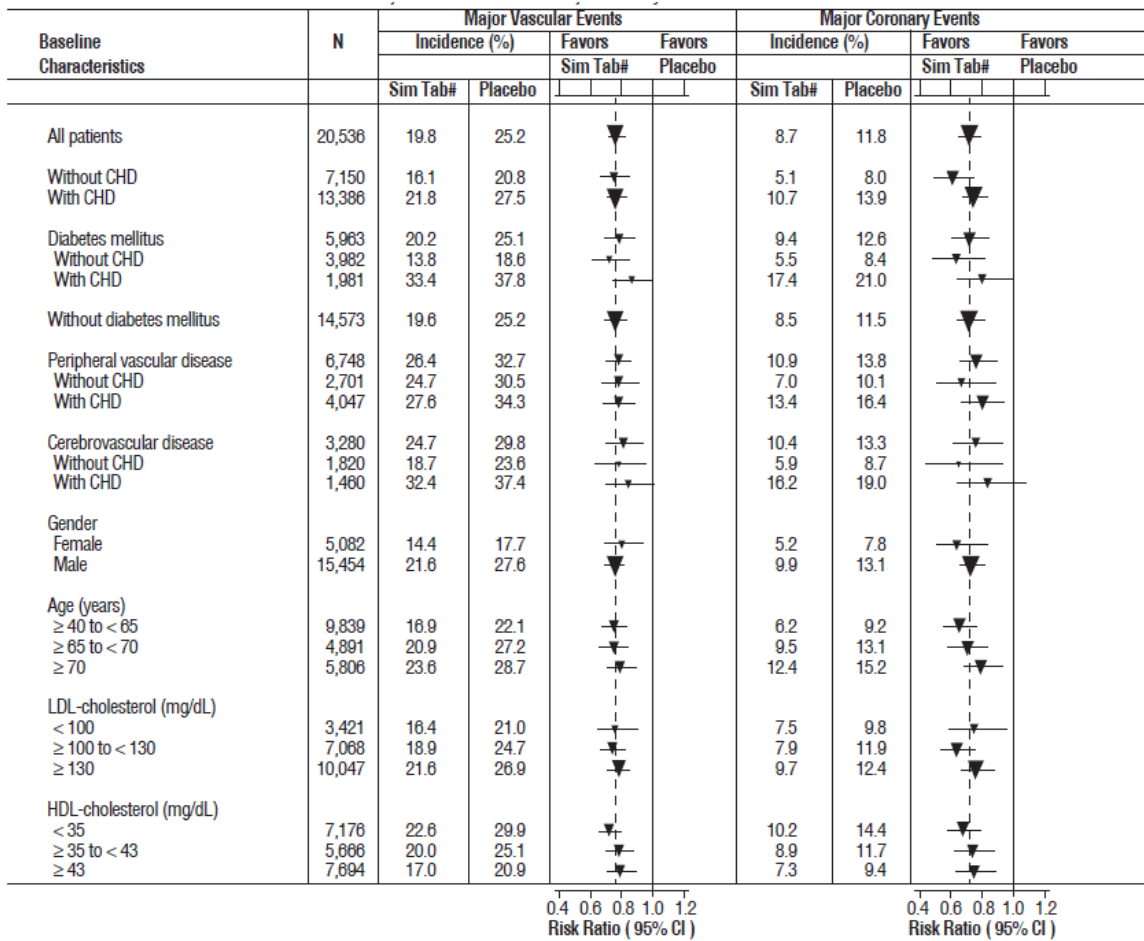 Major Vascular Events Major Coronary Events
Baseline N Incidence (%) Favors Favors Incidence (%) Favors Favors
Characteristics Sim Tab# Placebo Sim Tab# Placebo
Sim Tab# Placebo Sim Tab# Placebo
All patients 20,536 19.8 25.2 8.7 11.8
Without CHD 7,150 16.1 20.8 5.1 8.0
With CHD 13,386 21.8 27.5 10.7 13.9
Diabetes mellitus 5,963 20.2 25.1 9.4 12.6
Without CHD 3,982 13.8 18.6 5.5 8.4
With CHD 1,981 33.4 37.8 17.4 21.0
Without diabetes mellitus 14,573 19.6 25.2 8.5 11.5
Peripheral vascular disease 6,748 26.4 32.7 10.9 13.8
Without CHD 2,701 24.7 30.5 7.0 10.1
With CHD 4,047 27.6 34.3 13.4 16.4
Cerebrovascular disease 3,280 24.7 29.8 10.4 13.3
Without CHD 1,820 18.7 23.6 5.9 8.7
With CHD 1,460 32.4 37.4 16.2 19.0
Gender
Female 5,082 14.4 17.7 5.2 7.8
Male 15,454 21.6 27.6 9.9 13.1
Age (years)
≥ 40 to < 65 9,839 16.9 22.1 6.2 9.2
≥ 65 to < 70 4,891 20.9 27.2 9.5 13.1
≥ 70 5,806 23.6 28.7 12.4 15.2
LDL-cholesterol (mg/dL)
< 100 3,421 16.4 21.0 7.5 9.8
≥ 100 to < 130 7,068 18.9 24.7 7.9 11.9
≥ 130 10,047 21.6 26.9 9.7 12.4
HDL-cholesterol (mg/dL)
< 35 7,176 22.6 29.9 10.2 14.4
≥ 35 to < 43 5,666 20.0 25.1 8.9 11.7
≥ 43 7,694 17.0 20.9 7.3 9.4
0.4 0.6 0.8 1.0 1.2 0.4 0.6 0.8 1.0 1.2
Risk Ratio ( 95% CI ) Risk Ratio ( 95% CI )